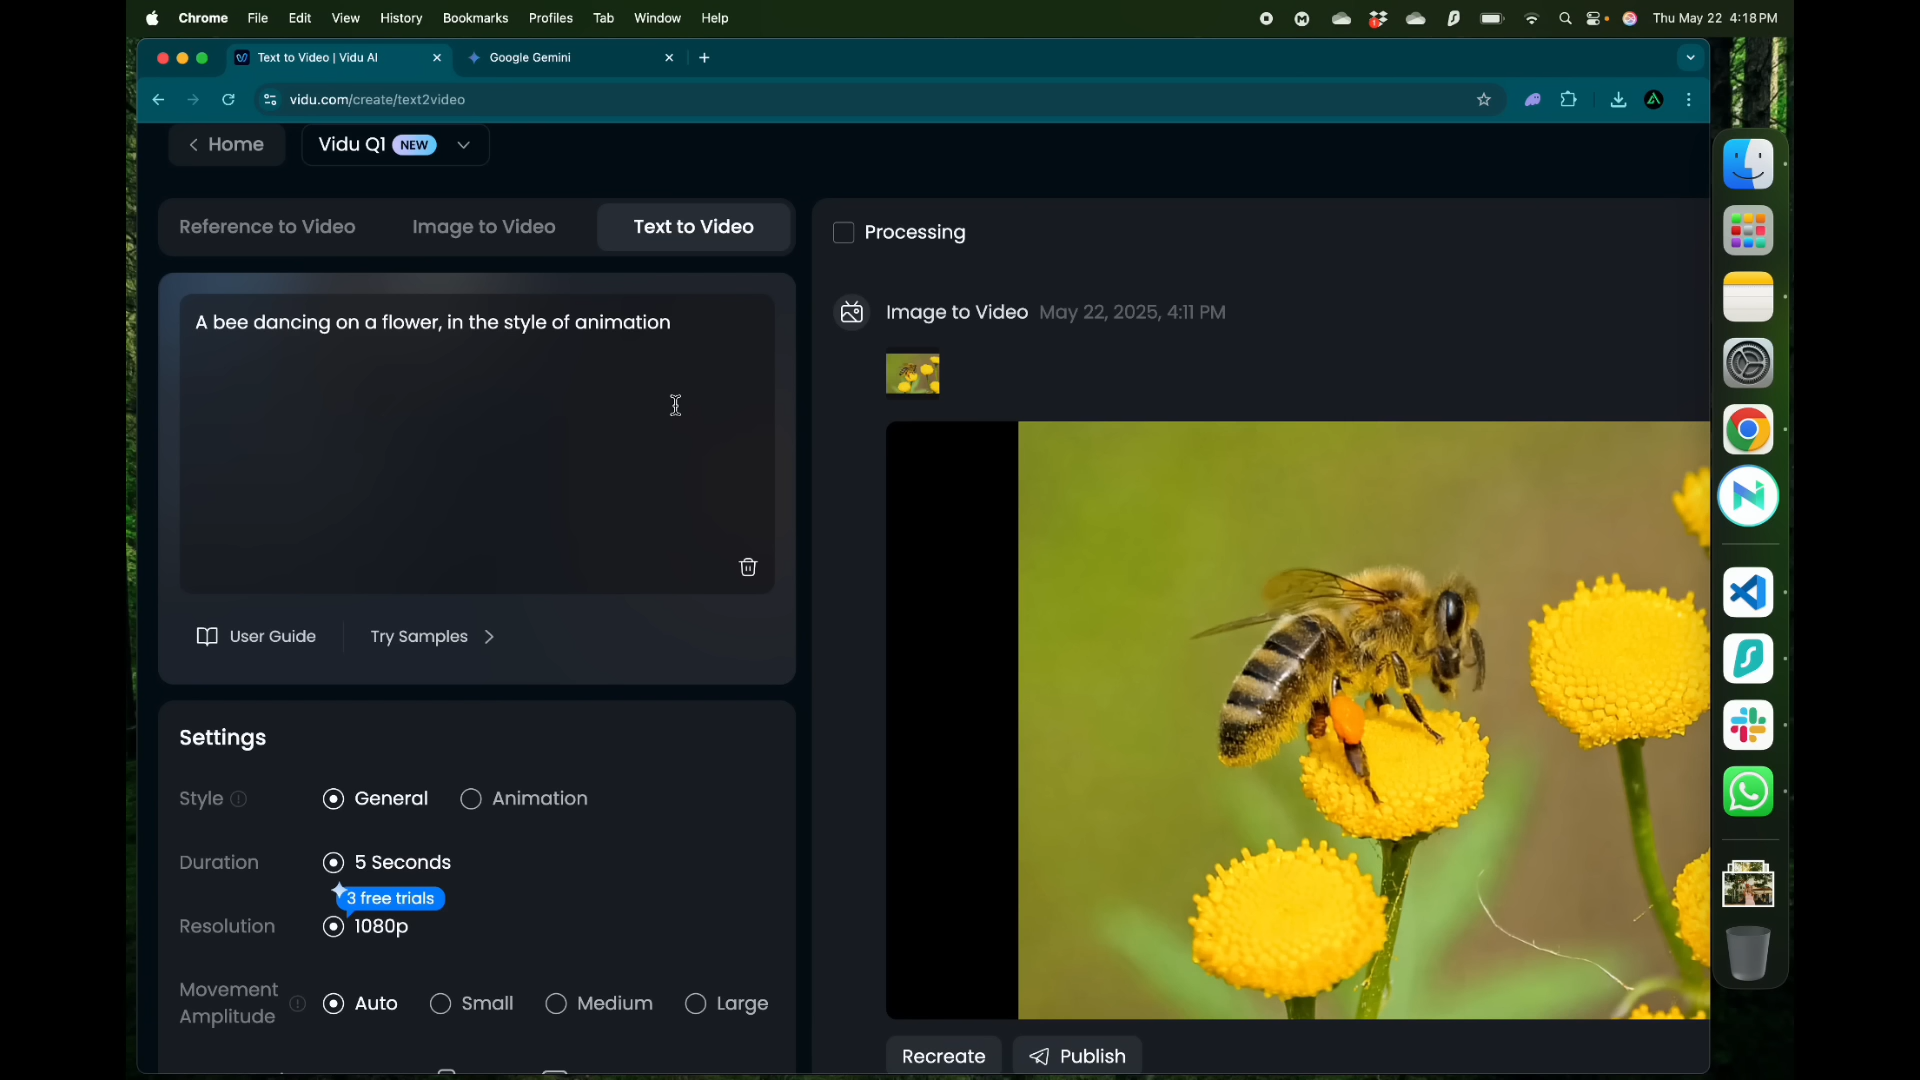 Chrome File Edit View History Bookmarks Profiles Tab Window Help Thu May 22 4:18 PM
Text to Video | Vidu AI Google Gemini
vidu.com/create/text2video
Home Vidu Q1 NEW
Reference to Video Image to Video Text to Video
Processing
A bee dancing on a flower, in the style of animation
Image to Video May 22, 2025, 4:11 PM
User Guide Try Samples
Settings
Style General Animation
Duration 5 Seconds
3 free trials
Resolution 1080p
Movement Amplitude Auto Small Medium Large
Recreate Publish